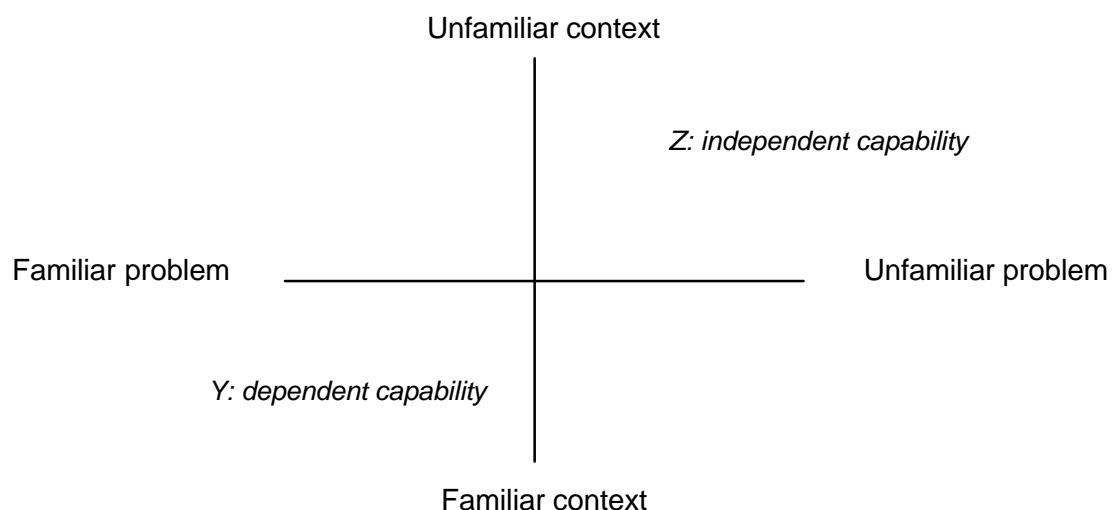 Unfamiliar context
Z: independent capability
Familiar problem
Unfamiliar problem
Y: dependent capability
Familiar context